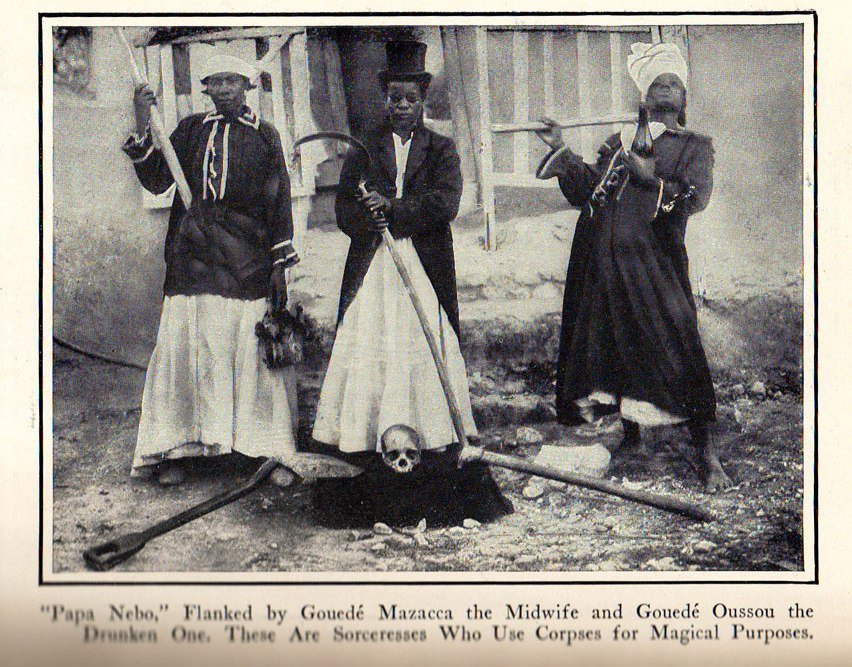 "Papa Nebo," Flanked by Gouedé Mazacca the Midwife and Gouedé Oussou the
Drunken One. These Are Sorceresses Who Use Corpses for Magical Purposes.